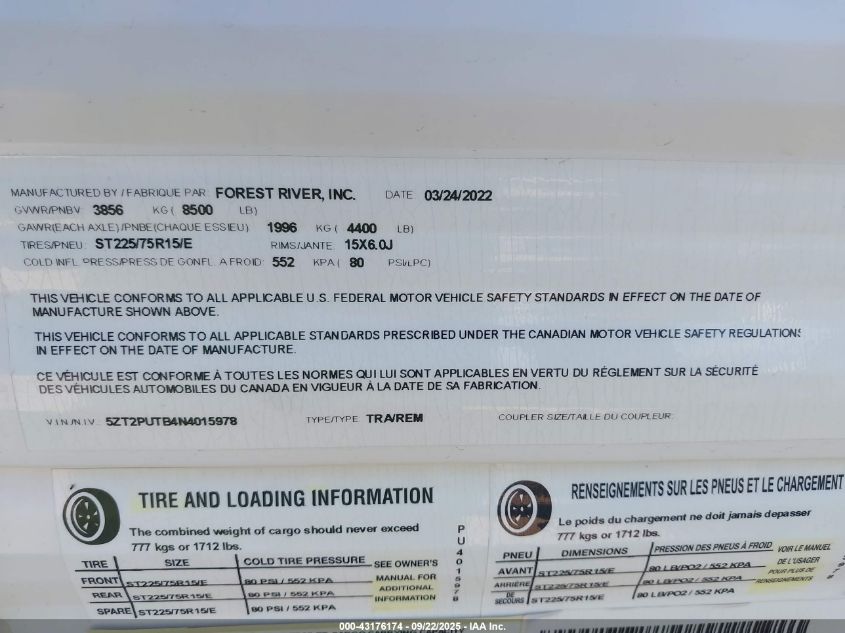 MANUFACTURED BY / FABRIQUE PAR: FOREST RIVER, INC. DATE 03/24/2022
GVWR/PNBV 3856 KG ( 8500 LB)
GAWR(EACH AXLE)/PNBE(CHAQUE ESSIEU) 1996 KG ( 4400 LB)
TIRES/PNEU: ST225/75R15/E RIMS/JANTE 15X6.0J
COLD INFL. PRESS/PRESS DE GONFL. A FROID: 552 KPA ( 80 PSI/LPC)
THIS VEHICLE CONFORMS TO ALL APPLICABLE U.S. FEDERAL MOTOR VEHICLE SAFETY STANDARDS IN EFFECT ON THE DATE OF
MANUFACTURE SHOWN ABOVE.
THIS VEHICLE CONFORMS TO ALL APPLICABLE STANDARDS PRESCRIBED UNDER THE CANADIAN MOTOR VEHICLE SAFETY REGULATIONS
IN EFFECT ON THE DATE OF MANUFACTURE.
CE VÉHICULE EST CONFORME À TOUTES LES NORMES QUI LUI SONT APPLICABLES EN VERTU DU RÉGLEMENT SUR LA SÉCURITÉ
DES VÉHICULES AUTOMOBILES DU CANADA EN VIGUEUR À LA DATE DE SA FABRICATION.
V.I.N./N.I.V. 5ZT2PUTB4N4015978 TYPE/TYPE: TRA/REM COUPLER SIZE/TAILLE DU COUPLEUR:
TIRE AND LOADING INFORMATION
The combined weight of cargo should never exceed
777 kgs or 1712 lbs.
TIRE SIZE COLD TIRE PRESSURE SEE OWNER'S
FRONT ST225/75R15/E 80 PSI / 552 KPA MANUAL FOR
REAR ST225/75R15/E 80 PSI / 552 KPA ADDITIONAL
SPARE ST225/75R15/E 80 PSI / 552 KPA INFORMATION
PU4015978
RENSEIGNEMENTS SUR LES PNEUS ET LE CHARGEMENT
Le poids du chargement ne doit jamais depasser
777 kgs or 1712 lbs.
PNEU DIMENSIONS PRESSION DES PNEUS À FROID VOIR LE MANUEL
AVANT ST225/75R15/E 80 LB/PO2 / 552 KPA DE L'USAGER
ARRIÈRE ST225/75R15/E 80 LB/PO2 / 552 KPA POUR PLUS DE
DE SECOURS ST225/75R15/E 80 LB/PO2 / 552 KPA RENSEIGNEMENTS
000-43176174 - 09/22/2025 - IAA Inc.